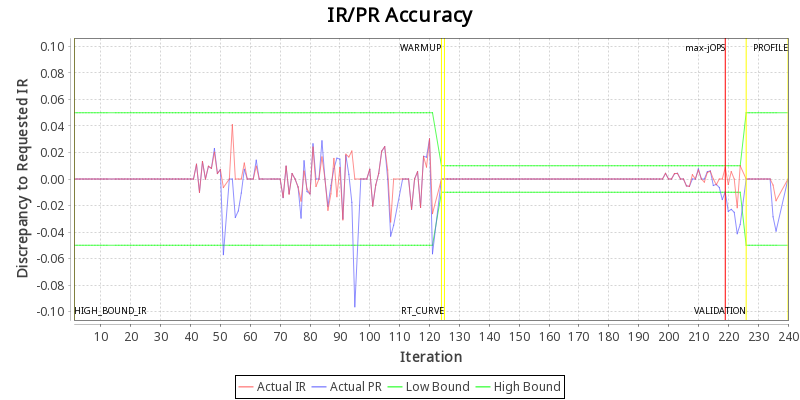 IR/PR Accuracy
Discrepancy to Requested IR
0.10
0.08
0.06
0.04
0.02
0.00
-0.02
-0.04
-0.06
-0.08
-0.10
WARMUP
max-jOPS
PROFILE
HIGH_BOUND_IR
RT_CURVE
VALIDATION
10 20 30 40 50 60 70 80 90 100 110 120 130 140 150 160 170 180 190 200 210 220 230 240
Iteration
Actual IR Actual PR Low Bound High Bound